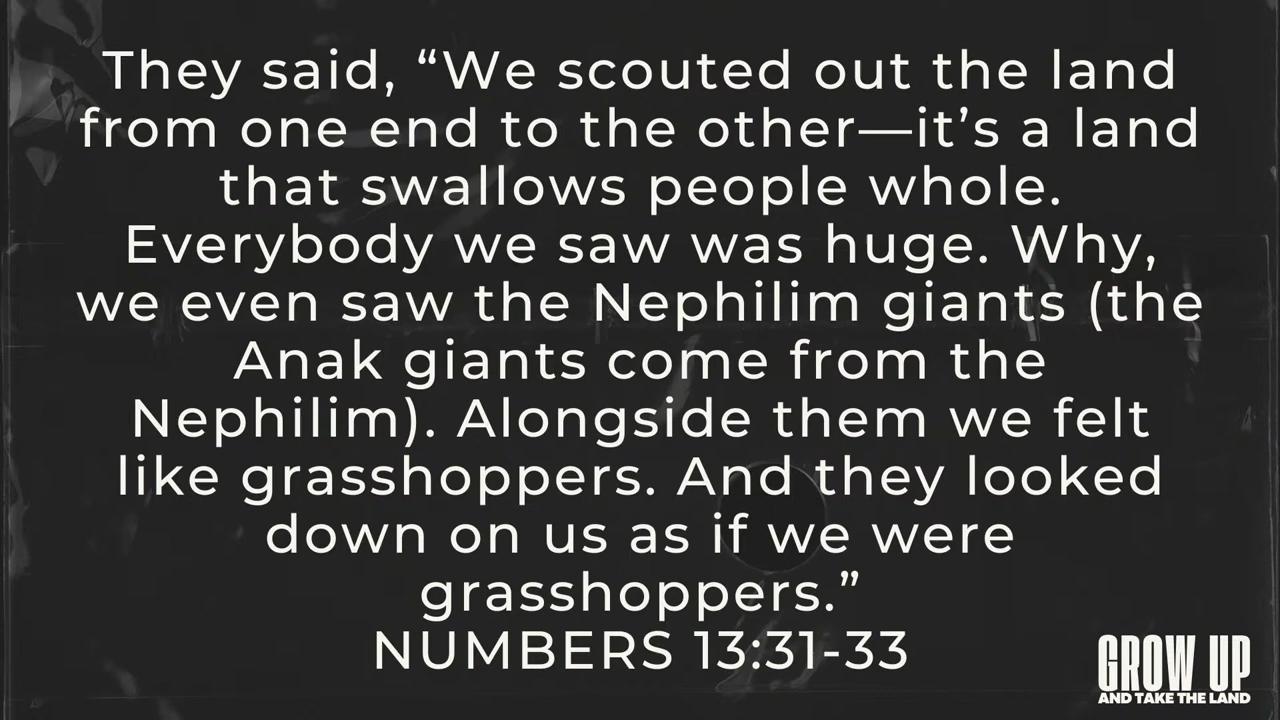 They said, “We scouted out the land
from one end to the other—it’s a land
that swallows people whole.
Everybody we saw was huge. Why,
we even saw the Nephilim giants (the
Anak giants come from the
Nephilim). Alongside them we felt
like grasshoppers. And they looked
down on us as if we were
grasshoppers.”
NUMBERS 13:31-33
GROW UP
AND TAKE THE LAND